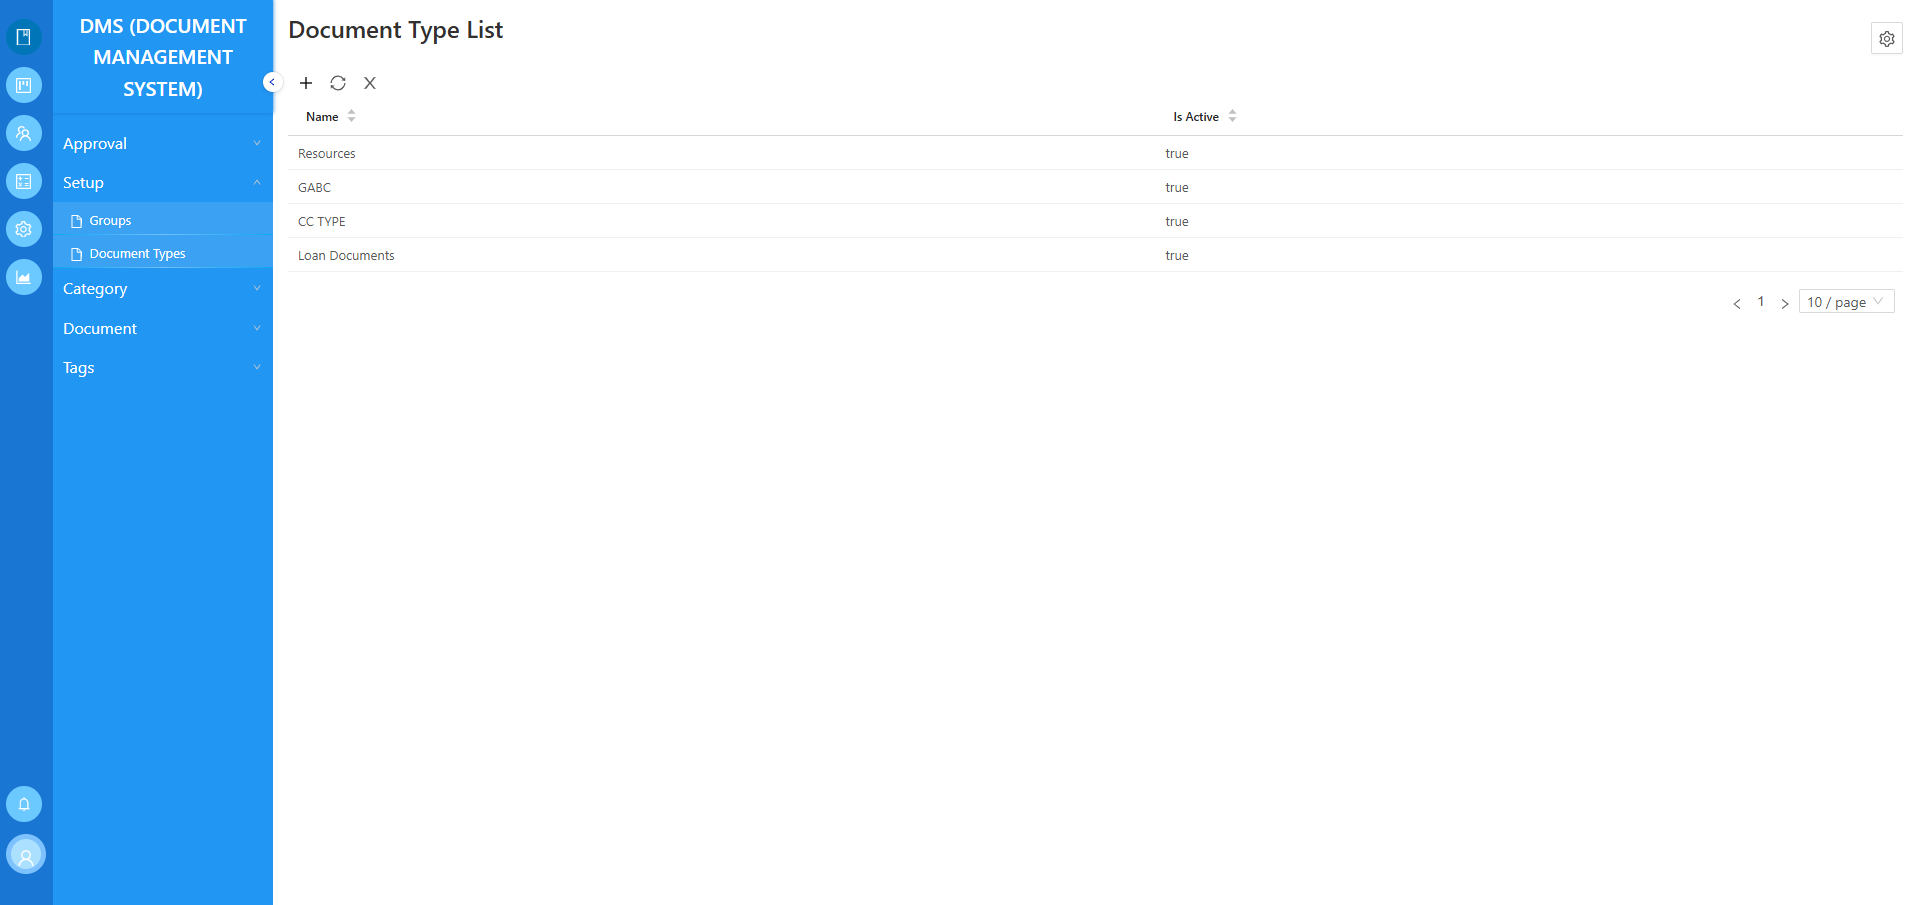 DMS (DOCUMENT
MANAGEMENT
SYSTEM)
Approval
Setup
Groups
Document Types
Category
Document
Tags
Document Type List
Name
Is Active
Resources
true
GABC
true
CC TYPE
true
Loan Documents
true
1
10 / page